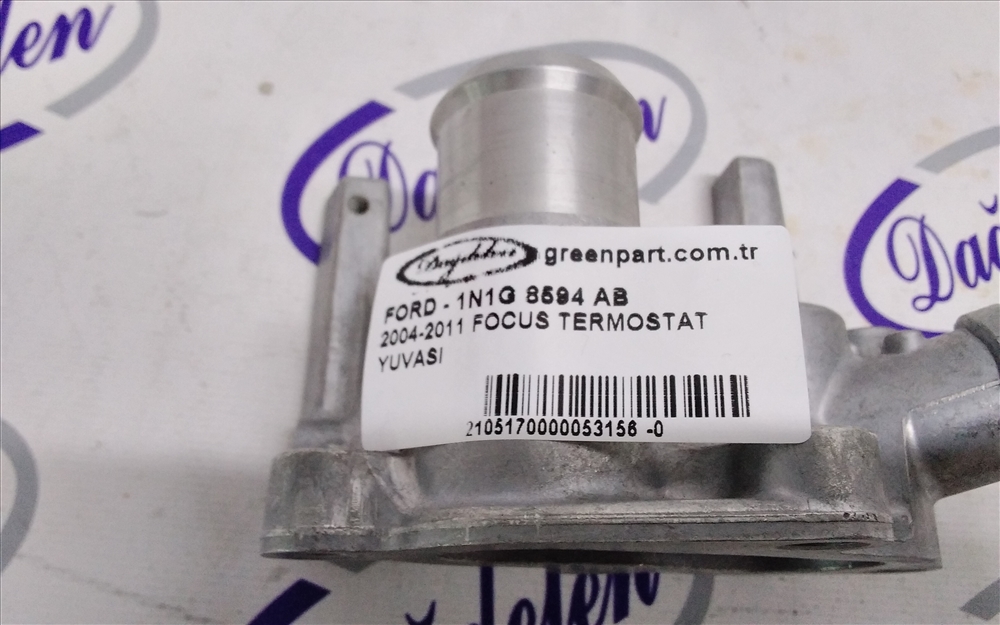 greenpart.com.tr
FORD - 1N1G 8594 AB
2004-2011 FOCUS TERMOSTAT
YUVASI
2105170000053156 -0